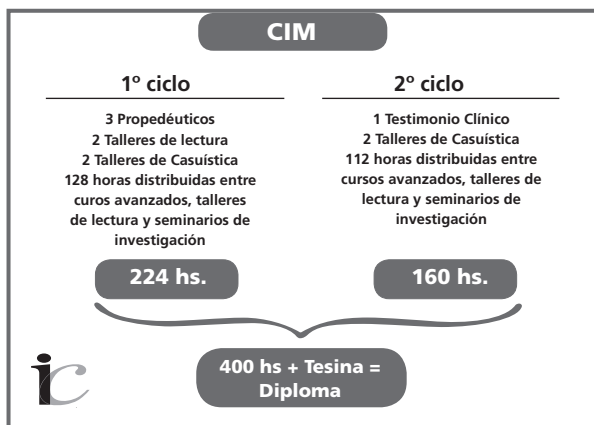 CIM
1º ciclo
3 Propedéuticos
2 Talleres de lectura
2 Talleres de Casuística
128 horas distribuidas entre
curos avanzados, talleres
de lectura y seminarios de
investigación
224 hs.
2º ciclo
1 Testimonio Clínico
2 Talleres de Casuística
112 horas distribuidas entre
cursos avanzados, talleres de
lectura y seminarios de
investigación
160 hs.
400 hs + Tesina =
Diploma
ic